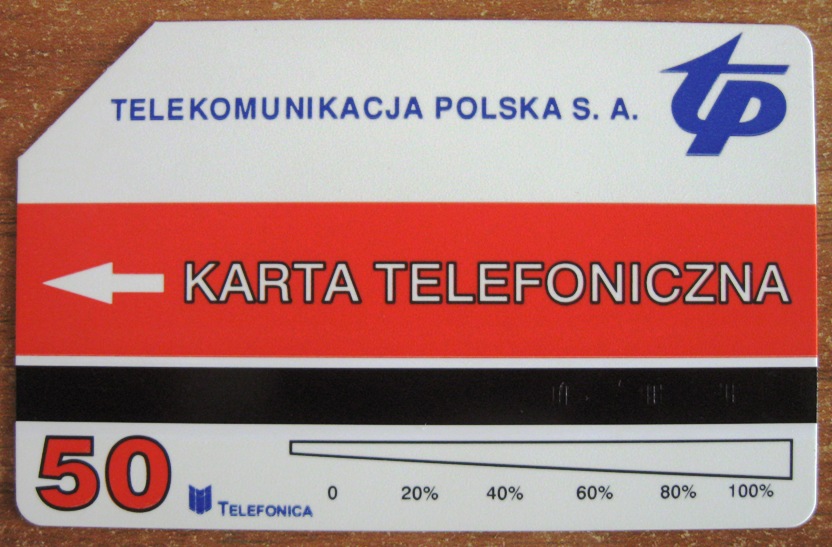 TELEKOMUNIKACJA POLSKA S. A.
tp
KARTA TELEFONICZNA
50
TELEFONICA
0 20% 40% 60% 80% 100%